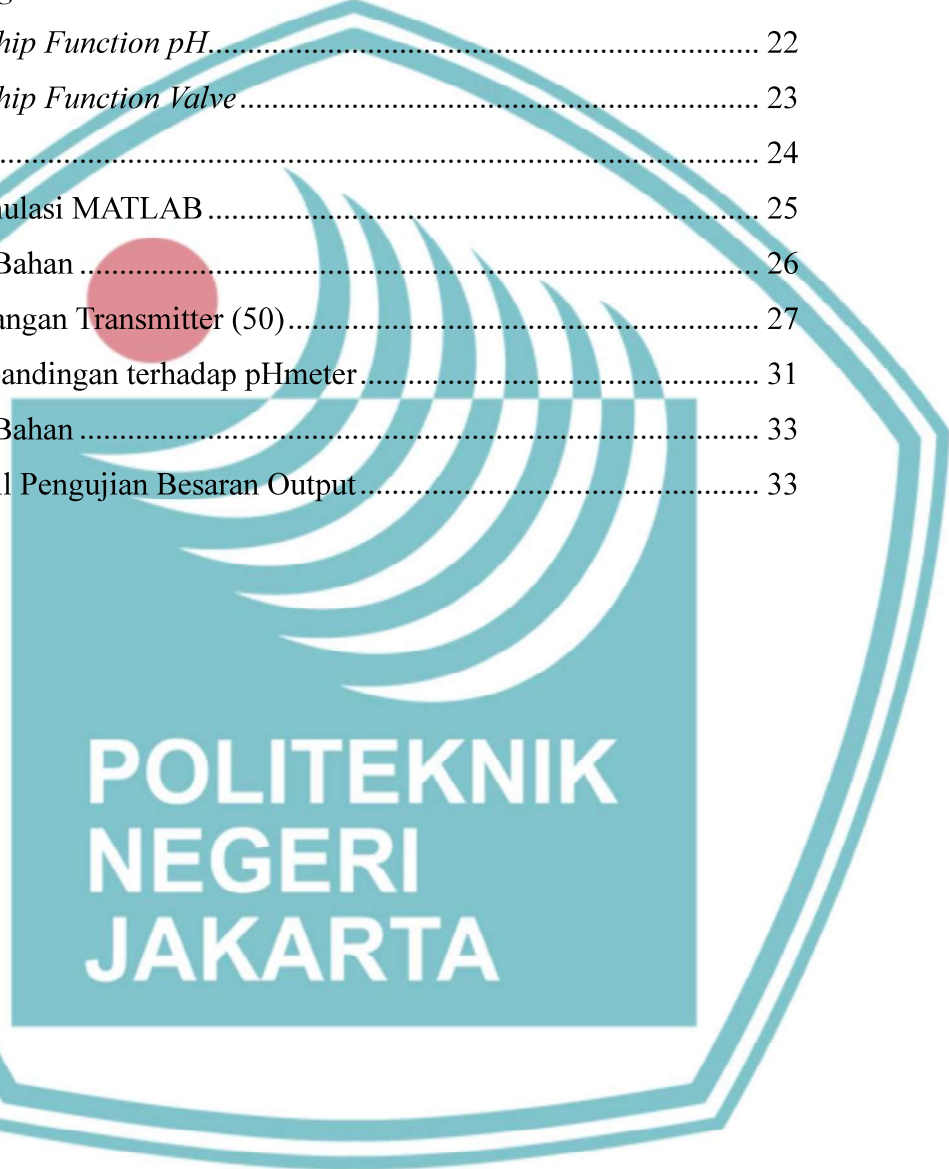 hip Function pH.......................................................................... 22
hip Function Valve...................................................................... 23
.................................................................................................... 24
ulasi MATLAB.......................................................................... 25
Bahan.......................................................................................... 26
angan Transmitter (50)................................................................ 27
bandingan terhadap pHmeter...................................................... 31
Bahan.......................................................................................... 33
l Pengujian Besaran Output........................................................ 33
POLITEKNIK
NEGERI
JAKARTA